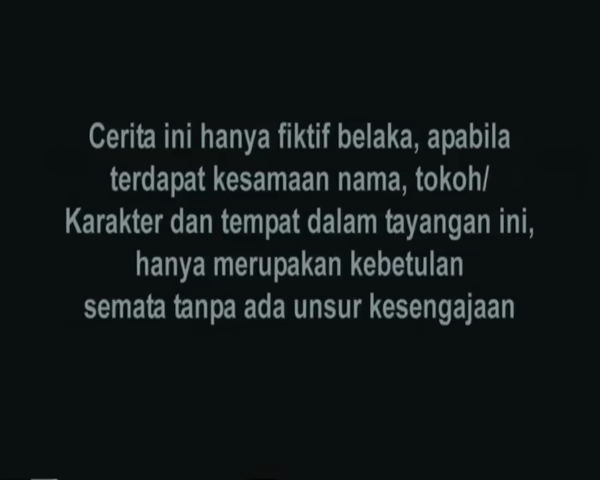 Cerita ini hanya fiktif belaka, apabila
terdapat kesamaan nama, tokoh/
Karakter dan tempat dalam tayangan ini,
hanya merupakan kebetulan
semata tanpa ada unsur kesengajaan